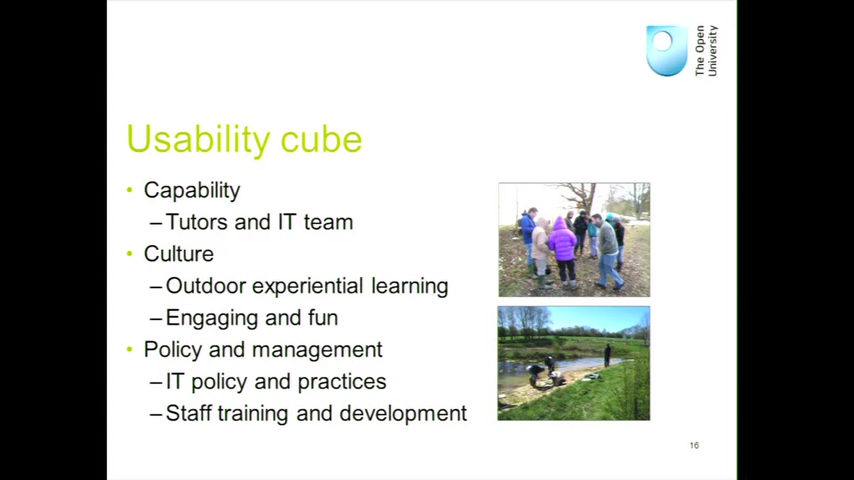 The Open
University
Usability cube
• Capability
–Tutors and IT team
• Culture
–Outdoor experiential learning
–Engaging and fun
• Policy and management
–IT policy and practices
–Staff training and development
16